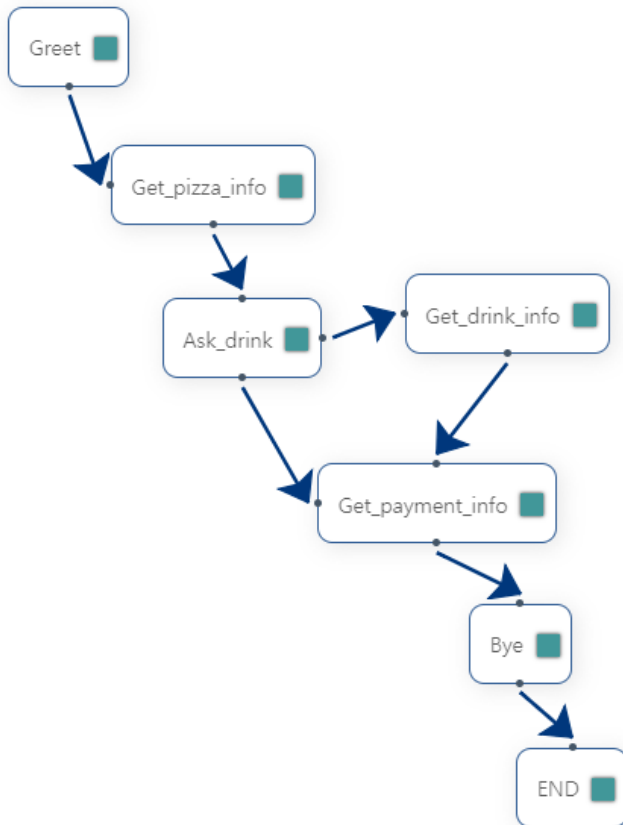 Greet
Get_pizza_info
Ask_drink
Get_drink_info
Get_payment_info
Bye
END